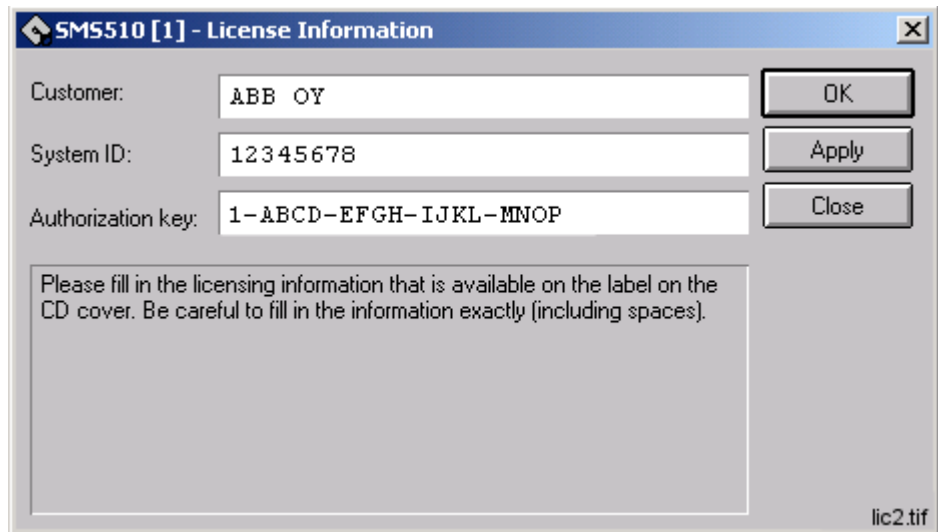 SMS510 [1] - License Information
Customer: ABB OY OK
System ID: 12345678 Apply
Authorization key: 1-ABCD-EFGH-IJKL-MNOP Close
Please fill in the licensing information that is available on the label on the
CD cover. Be careful to fill in the information exactly (including spaces).
lic2.tif